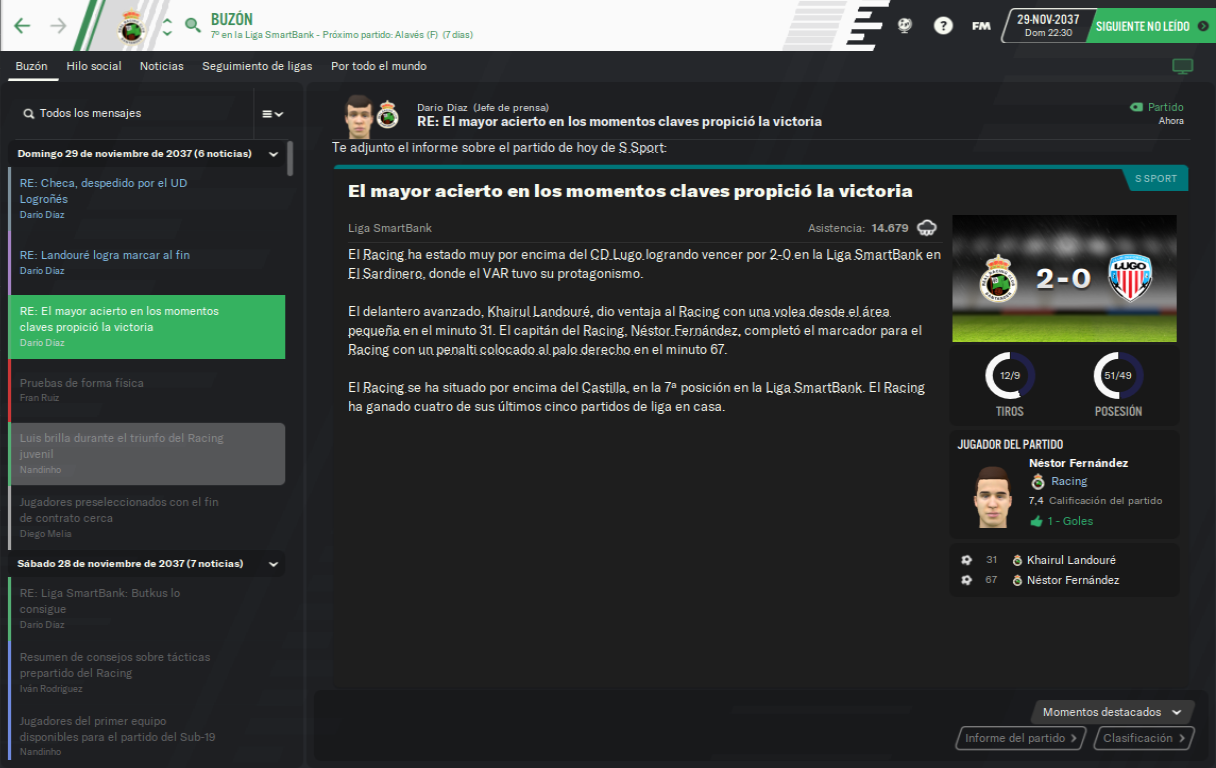 BUZÓN
7º en la Liga SmartBank - Próximo partido: Alavés (F) (7 dias)
FM
29-NOV-2037
Dom 22:30
SIGUIENTE NO LEÍDO
Buzón
Hilo social
Noticias
Seguimiento de ligas
Por todo el mundo
Todos los mensajes
Domingo 29 de noviembre de 2037 (6 noticias)
RE: Checa, despedido por el UD
Logroñés
Darío Díaz
RE: Landouré logra marcar al fin
Darío Díaz
RE: El mayor acierto en los momentos
claves propició la victoria
Darío Díaz
Pruebas de forma física
Fran Ruiz
Luis brilla durante el triunfo del Racing
juvenil
Nandinho
Jugadores preseleccionados con el fin
de contrato cerca
Diego Melia
Sábado 28 de noviembre de 2037 (7 noticias)
RE: Liga SmartBank: Butkus lo
consigue
Darío Díaz
Resumen de consejos sobre tácticas
prepartido del Racing
Iván Rodríguez
Jugadores del primer equipo
disponibles para el partido del Sub-19
Nandinho
Darío Díaz (Jefe de prensa)
RE: El mayor acierto en los momentos claves propició la victoria
Partido
Ahora
Te adjunto el informe sobre el partido de hoy de S Sport:
S SPORT
El mayor acierto en los momentos claves propició la victoria
Liga SmartBank
Asistencia: 14.679
El Racing ha estado muy por encima del CD Lugo logrando vencer por 2-0 en la Liga SmartBank en
El Sardinero, donde el VAR tuvo su protagonismo.
El delantero avanzado, Khairul Landouré, dio ventaja al Racing con una volea desde el área
pequeña en el minuto 31. El capitán del Racing, Néstor Fernández, completó el marcador para el
Racing con un penalti colocado al palo derecho en el minuto 67.
El Racing se ha situado por encima del Castilla, en la 7ª posición en la Liga SmartBank. El Racing
ha ganado cuatro de sus últimos cinco partidos de liga en casa.
2-0
LUGO
12/9
TIROS
51/49
POSESIÓN
JUGADOR DEL PARTIDO
Néstor Fernández
Racing
7,4 Calificación del partido
1 - Goles
31 Khairul Landouré
67 Néstor Fernández
Momentos destacados
Informe del partido
Clasificación